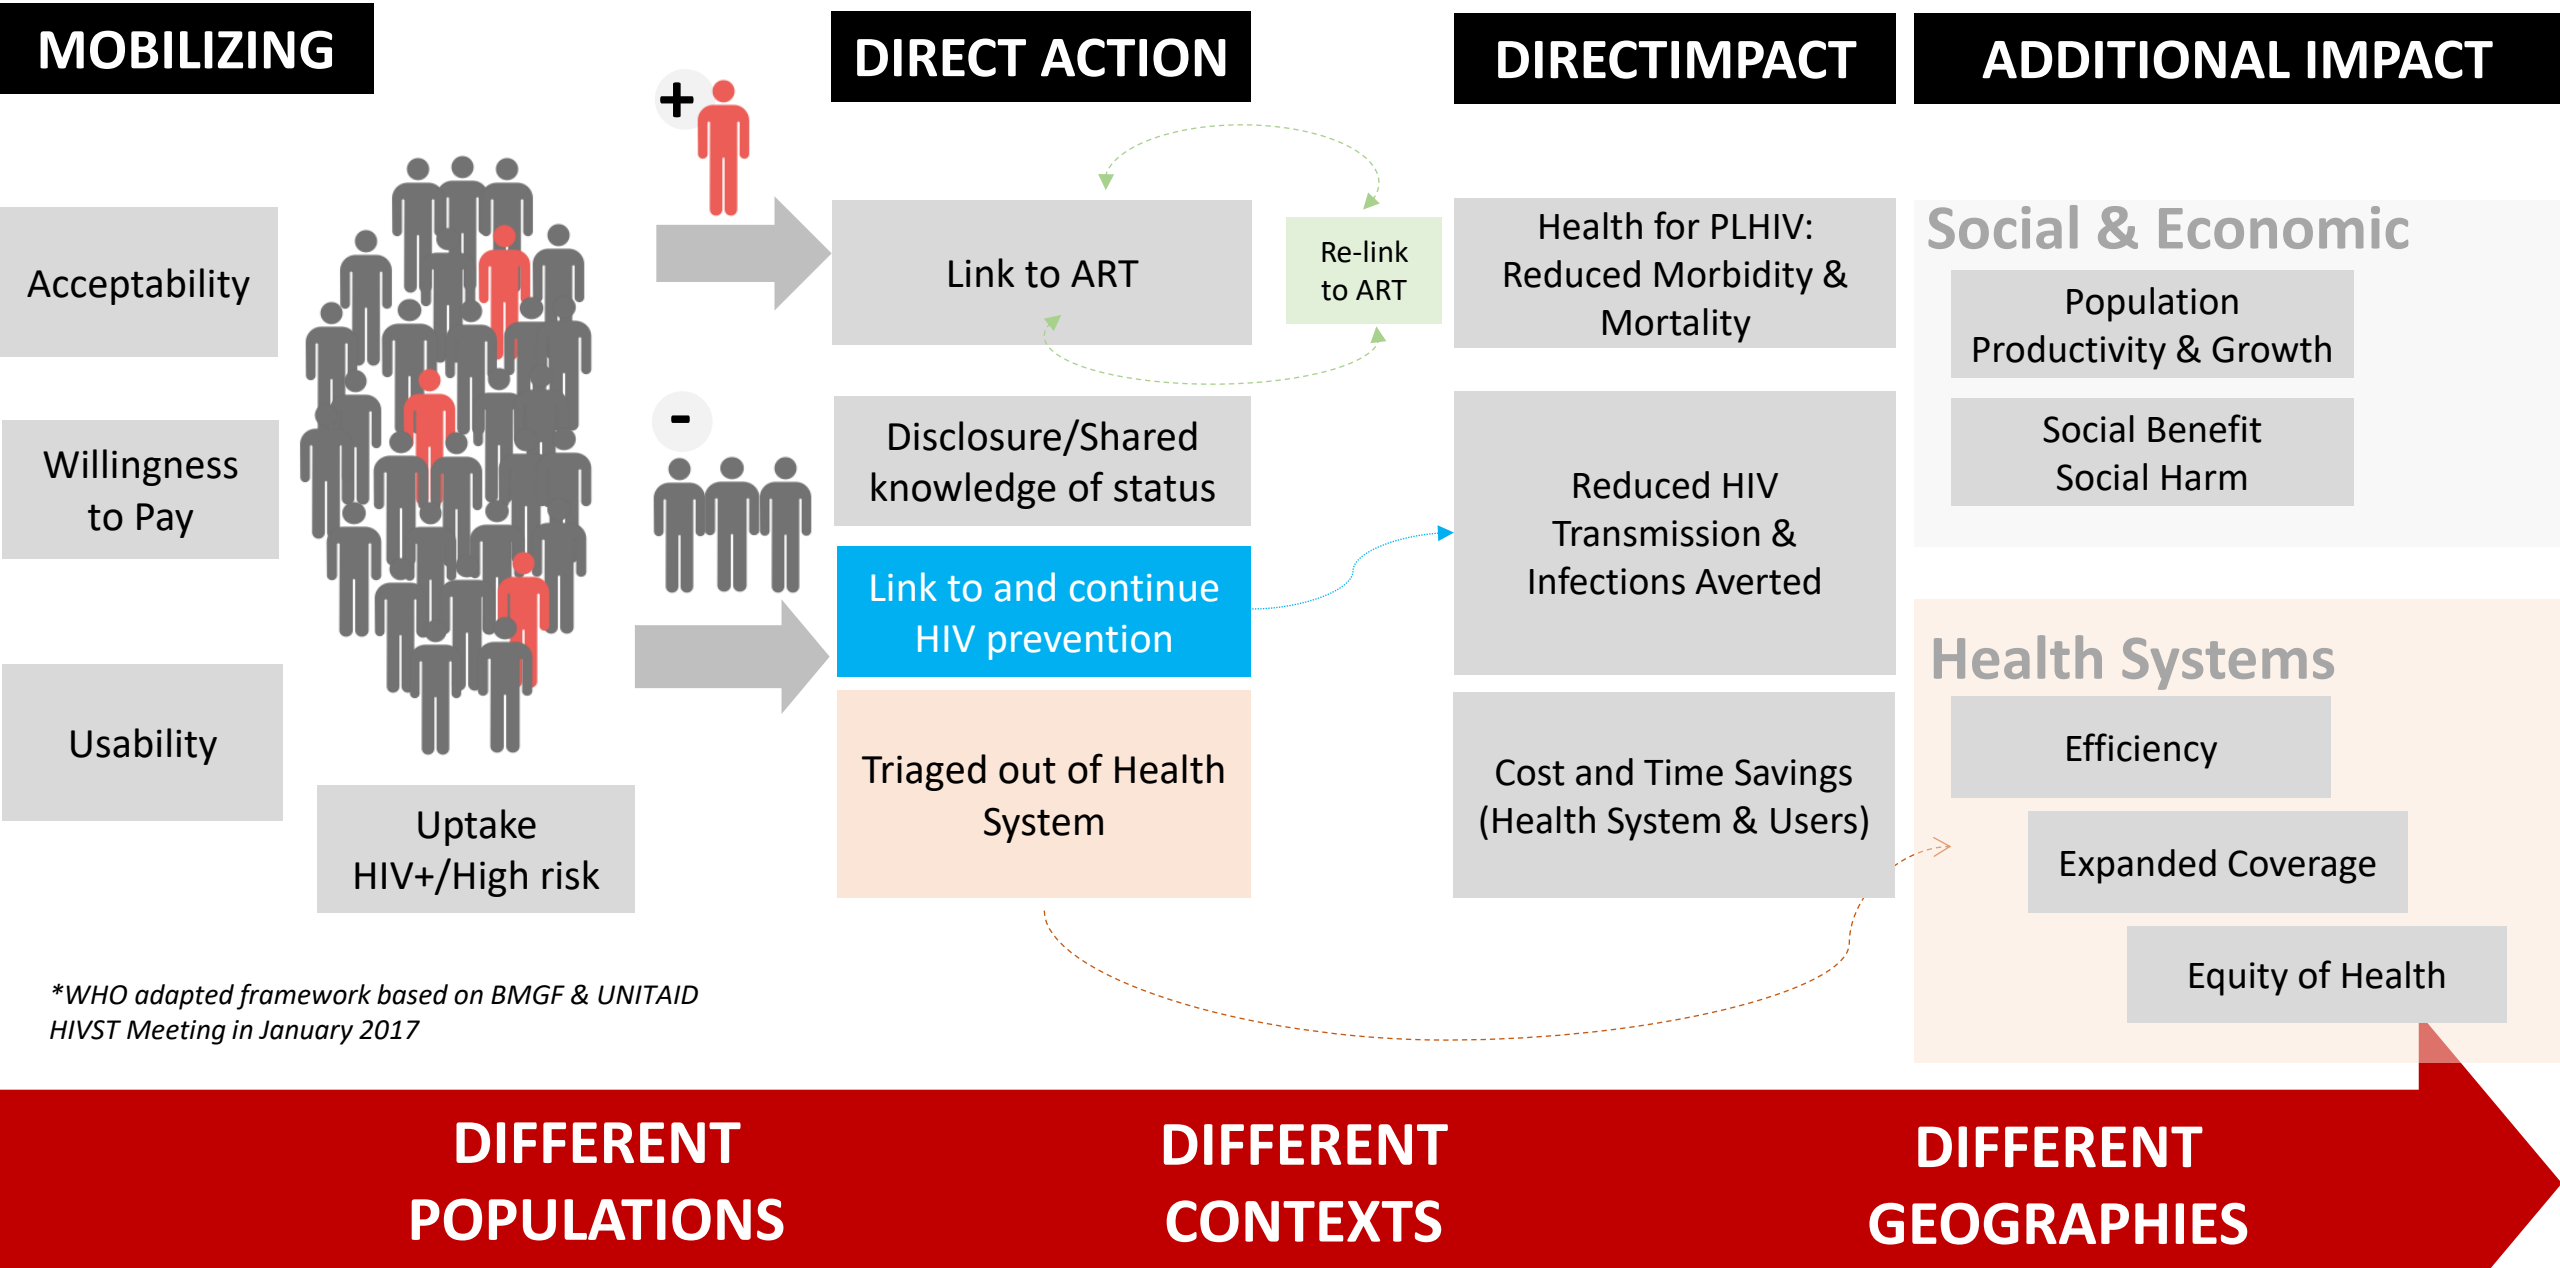 MOBILIZING
DIRECT ACTION
DIRECTIMPACT
ADDITIONAL IMPACT
Acceptability
Willingness
to Pay
Usability
Uptake
HIV+/High risk
+
-
Link to ART
Re-link
to ART
Disclosure/Shared
knowledge of status
Link to and continue
HIV prevention
Triaged out of Health
System
Health for PLHIV:
Reduced Morbidity &
Mortality
Reduced HIV
Transmission &
Infections Averted
Cost and Time Savings
(Health System & Users)
Social & Economic
Population
Productivity & Growth
Social Benefit
Social Harm
Health Systems
Efficiency
Expanded Coverage
Equity of Health
*WHO adapted framework based on BMGF & UNITAID
HIVST Meeting in January 2017
DIFFERENT
POPULATIONS
DIFFERENT
CONTEXTS
DIFFERENT
GEOGRAPHIES